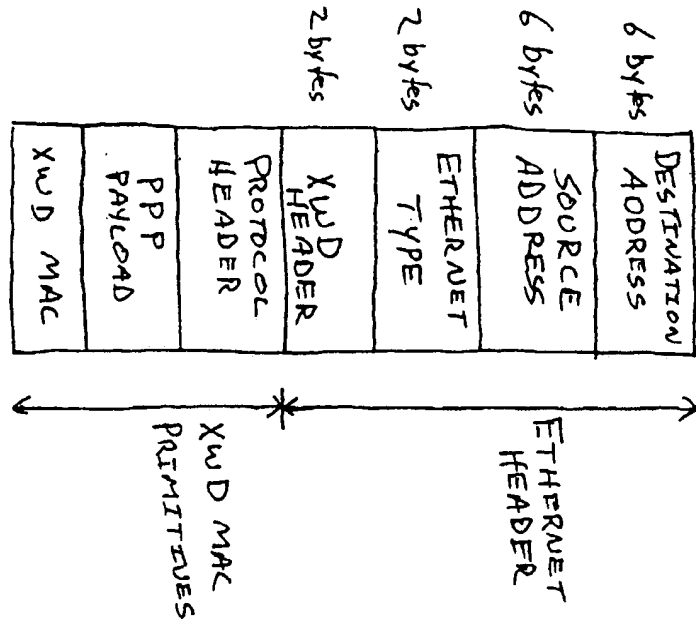 6 bytes
6 bytes
2 bytes
2 bytes
DESTINATION
ADDRESS
SOURCE
ADDRESS
ETHERNET
TYPE
XWD
HEADER
PROTOCOL
HEADER
PPP
PAYLOAD
XWD MAC
ETHERNET
HEADER
XWD MAC
PRIMITIVES